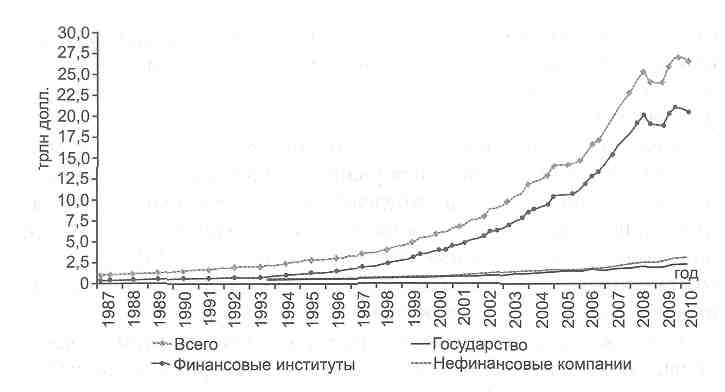 трлн долл.
30,0
27,5
25,0
22,5
20,0
17,5
15,0
12,5
10,0
7,5
5,0
2,5
0
год
1987 1988 1989 1990 1991 1992 1993 1994 1995 1996 1997 1998 1999 2000 2001 2002 2003 2004 2005 2006 2007 2008 2009 2010
Всего Государство
Финансовые институты Нефинансовые компании